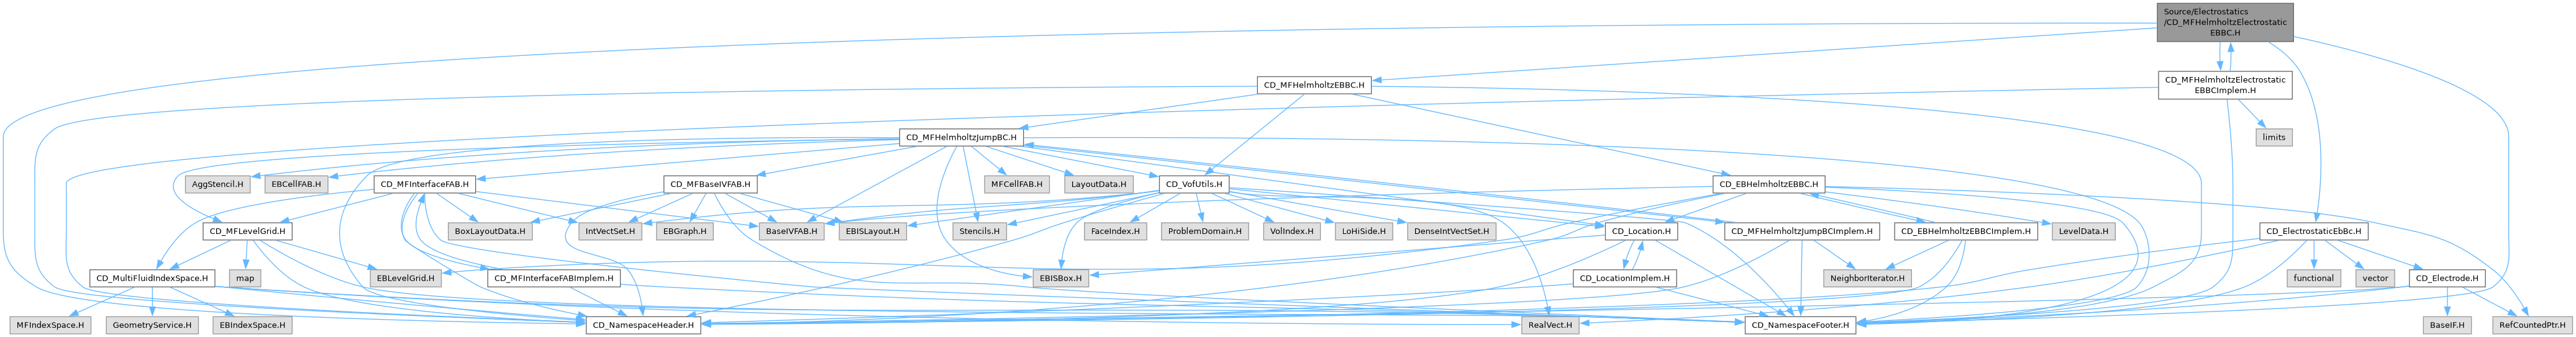 Source/Electrostatics
/CD_MFHelmholtzElectrostatic
EBBC.H
CD_MFHelmholtzEBBC.H
CD_MFHelmholtzElectrostatic
EBBCImplem.H
CD_MFHelmholtzJumpBC.H
limits
AggStencil.H
EBCellFAB.H
CD_MFInterfaceFAB.H
CD_MFBaseIVFAB.H
MFCellFAB.H
LayoutData.H
CD_VofUtils.H
CD_EBHelmholtzEBBC.H
CD_MFLevelGrid.H
BoxLayoutData.H
IntVectSet.H
EBGraph.H
BaseIVFAB.H
EBISLayout.H
Stencils.H
FaceIndex.H
ProblemDomain.H
VolIndex.H
LoHiSide.H
DenseIntVectSet.H
CD_Location.H
CD_MFHelmholtzJumpBCImplem.H
CD_EBHelmholtzEBBCImplem.H
LevelData.H
CD_ElectrostaticEbBc.H
CD_MultiFluidIndexSpace.H
map
EBLevelGrid.H
CD_MFInterfaceFABImplem.H
EBISBox.H
CD_LocationImplem.H
NeighborIterator.H
functional
vector
CD_Electrode.H
MFIndexSpace.H
GeometryService.H
EBIndexSpace.H
CD_NamespaceHeader.H
RealVect.H
CD_NamespaceFooter.H
BaseIF.H
RefCountedPtr.H